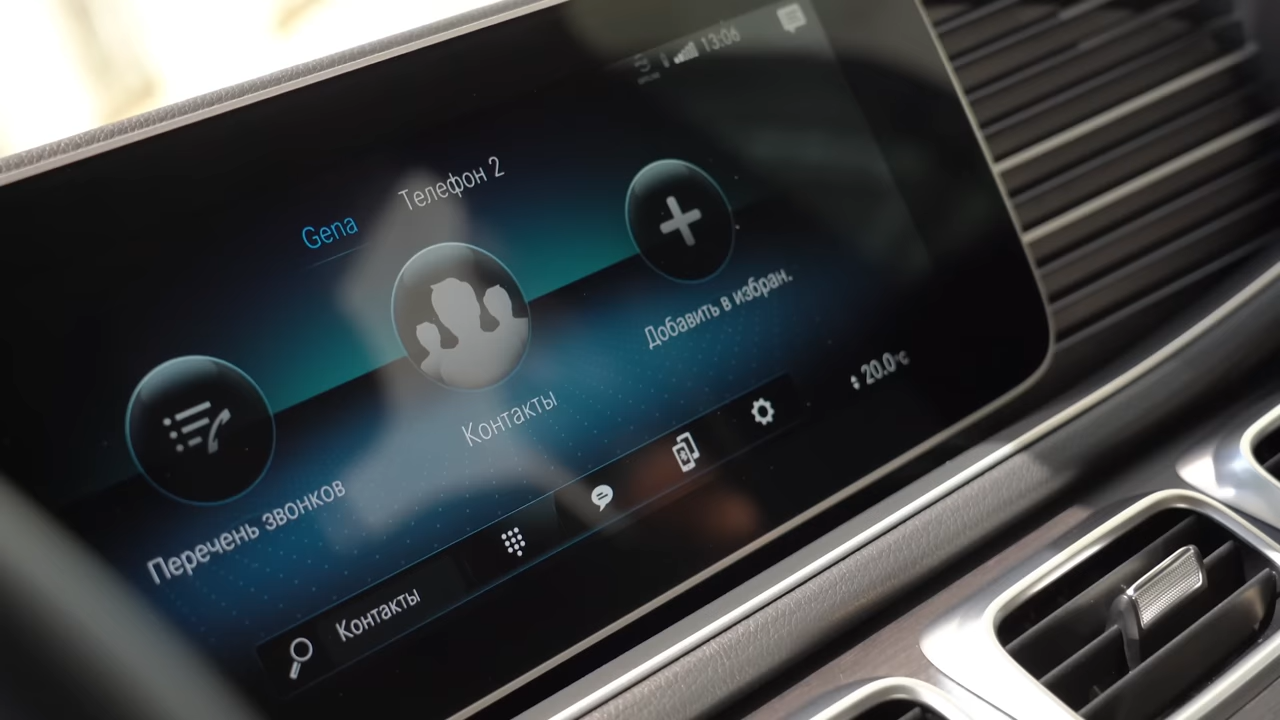 13:06
Gena
Телефон 2
Перечень звонков
Контакты
Добавить в избран.
Контакты
20.0°C